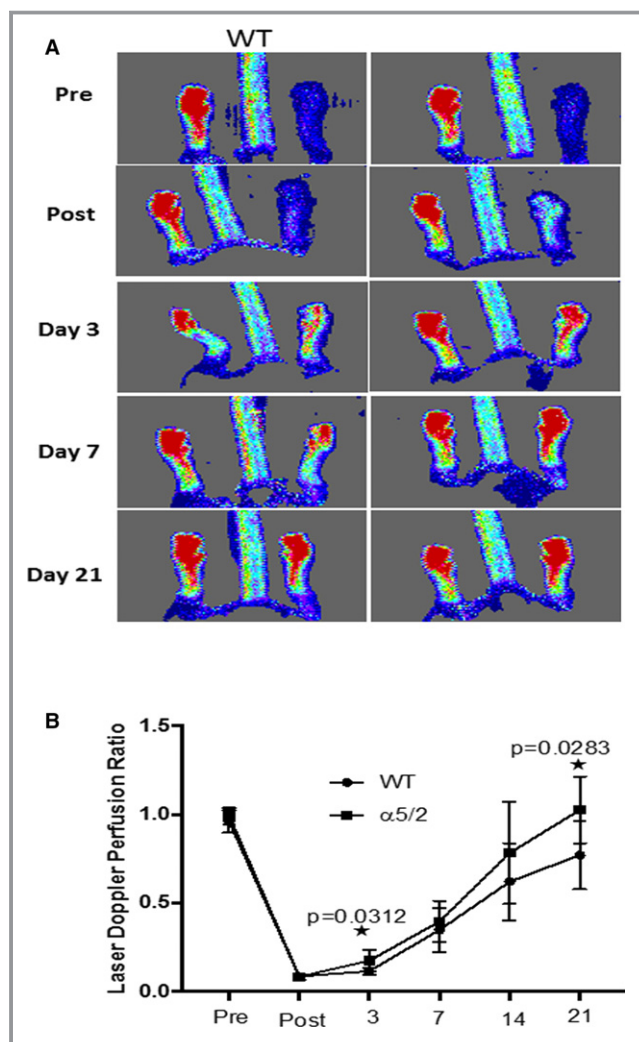 A
WT
Pre
Post
Day 3
Day 7
Day 21
B
Laser Doppler Perfusion Ratio
1.5
1.0
0.5
0.0
WT
α5/2
p=0.0312
p=0.0283
Pre Post 3 7 14 21